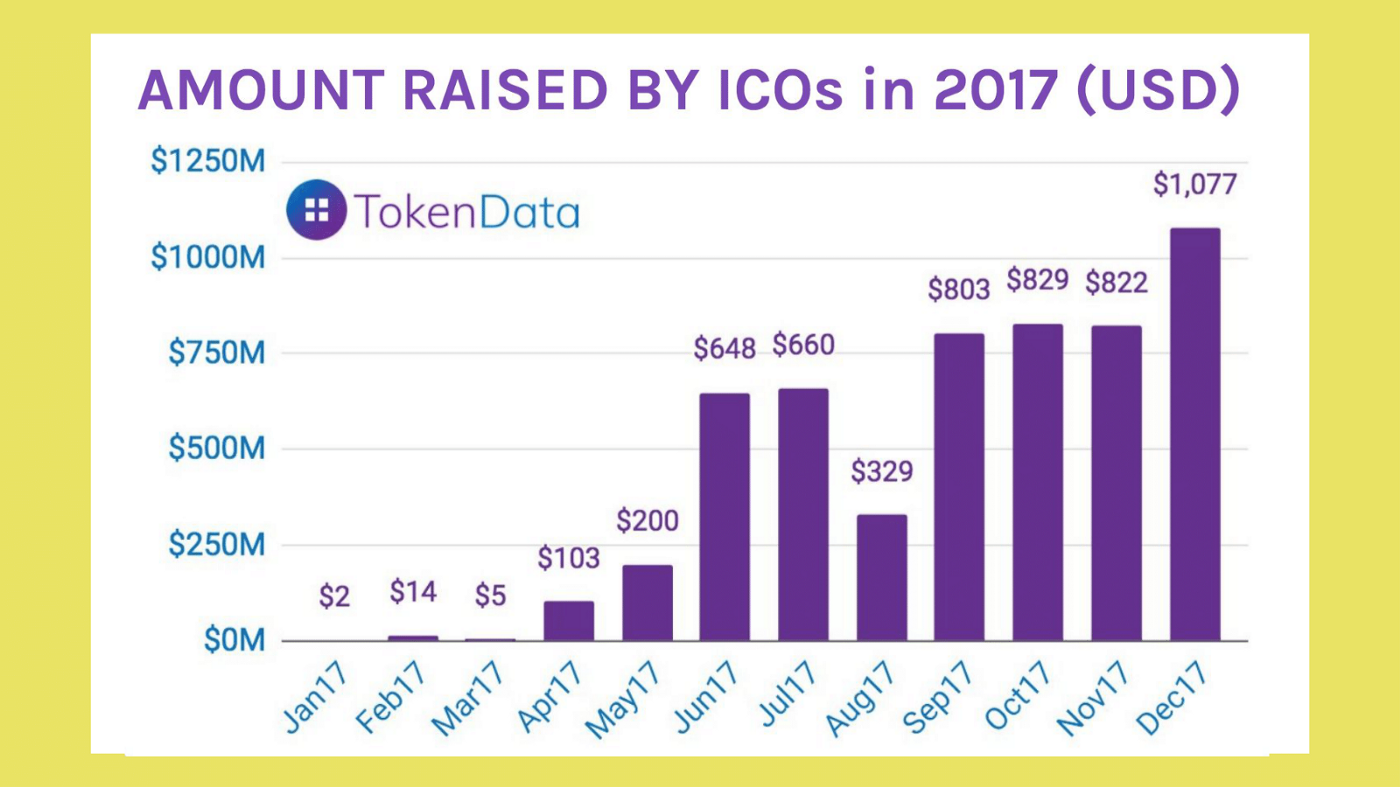 AMOUNT RAISED BY ICOs in 2017 (USD)
$1250M
TokenData
$1,077
$1000M
$803 $829 $822
$750M
$648 $660
$500M
$329
$250M
$200
$103
$2 $14 $5
$0M
Jan17 Feb17 Mar17 Apr17 May17 Jun17 Jul17 Aug17 Sep17 Oct17 Nov17 Dec17